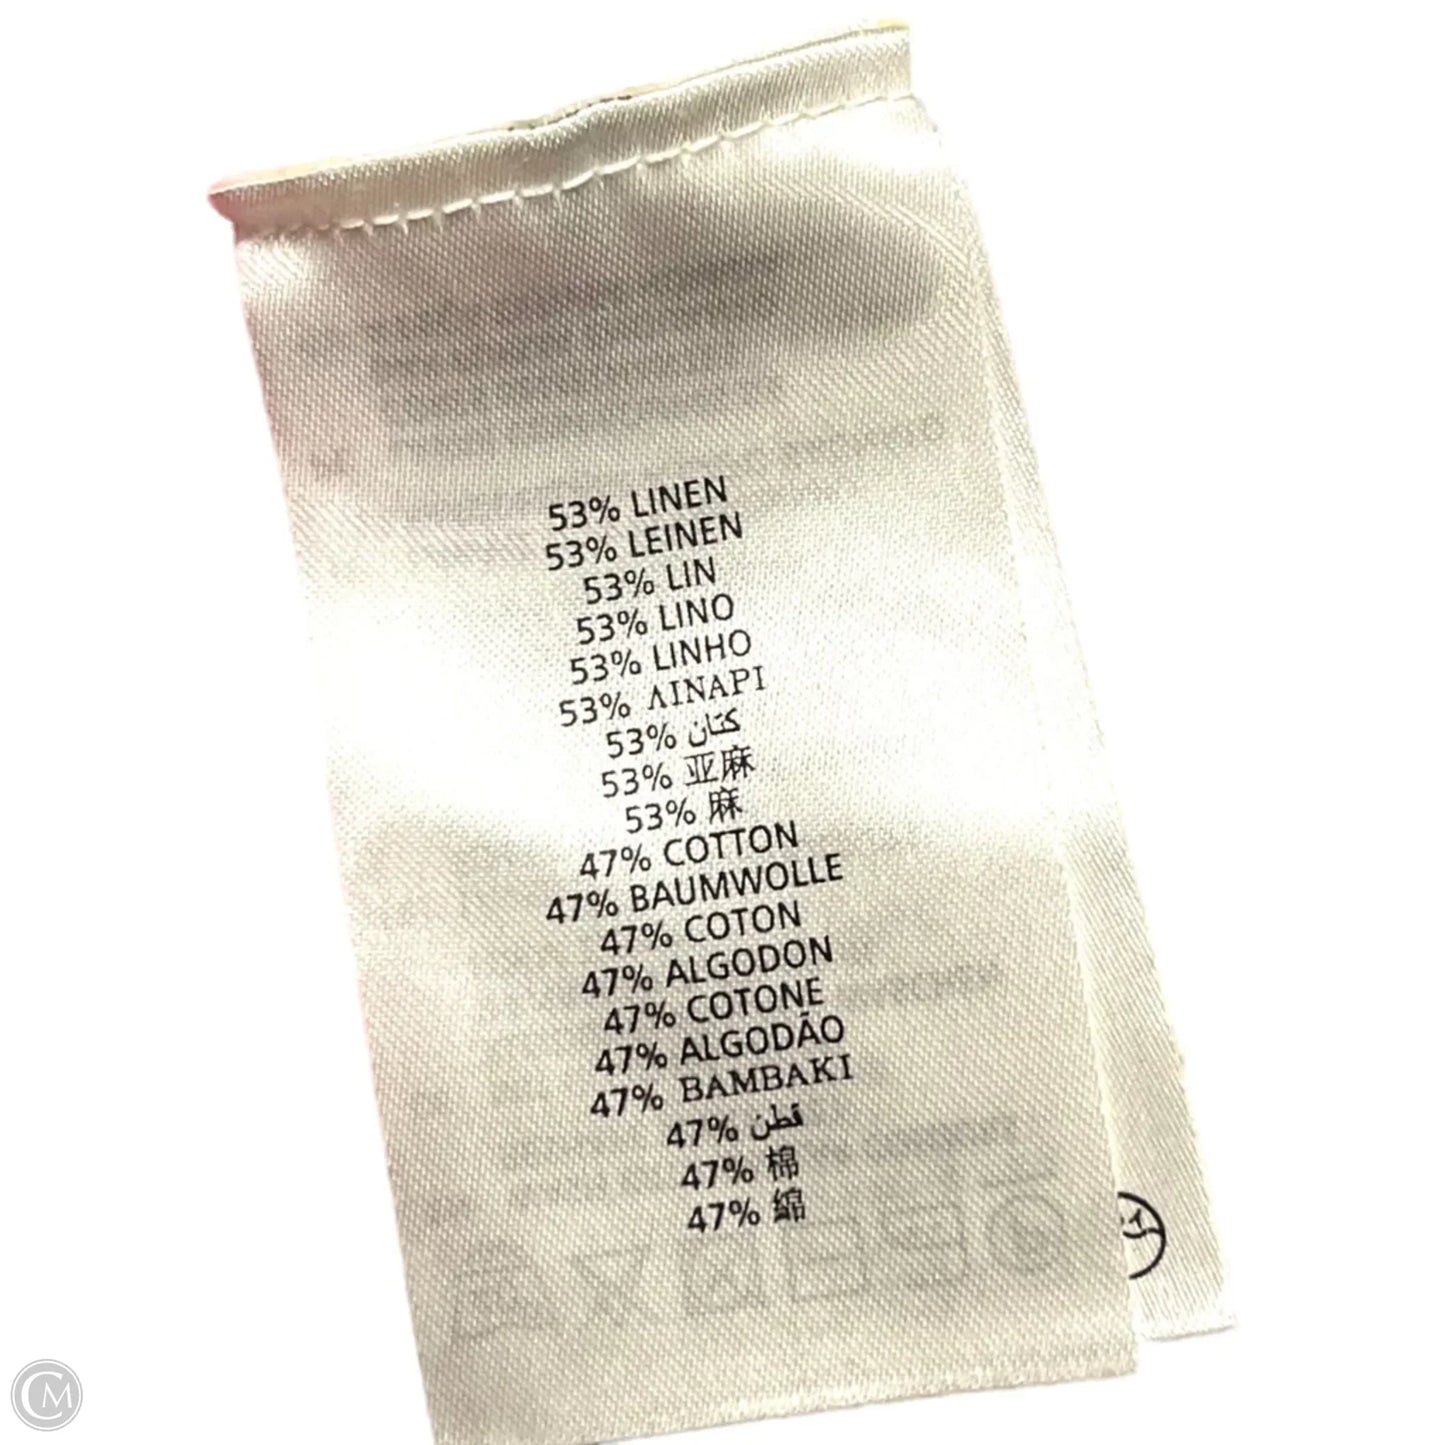 53% LINEN
53% LEINEN
53% LIN
53% LINO
53% LINHO
53% ΛΙΝΑΡΙ
53% كتان
53% 亚麻
53% 麻
47% COTTON
47% BAUMWOLLE
47% COTON
47% ALGODON
47% COTONE
47% ALGODÃO
47% ΒΑΜΒΑΚΙ
47% قطن
47% 棉
47% 綿
CM